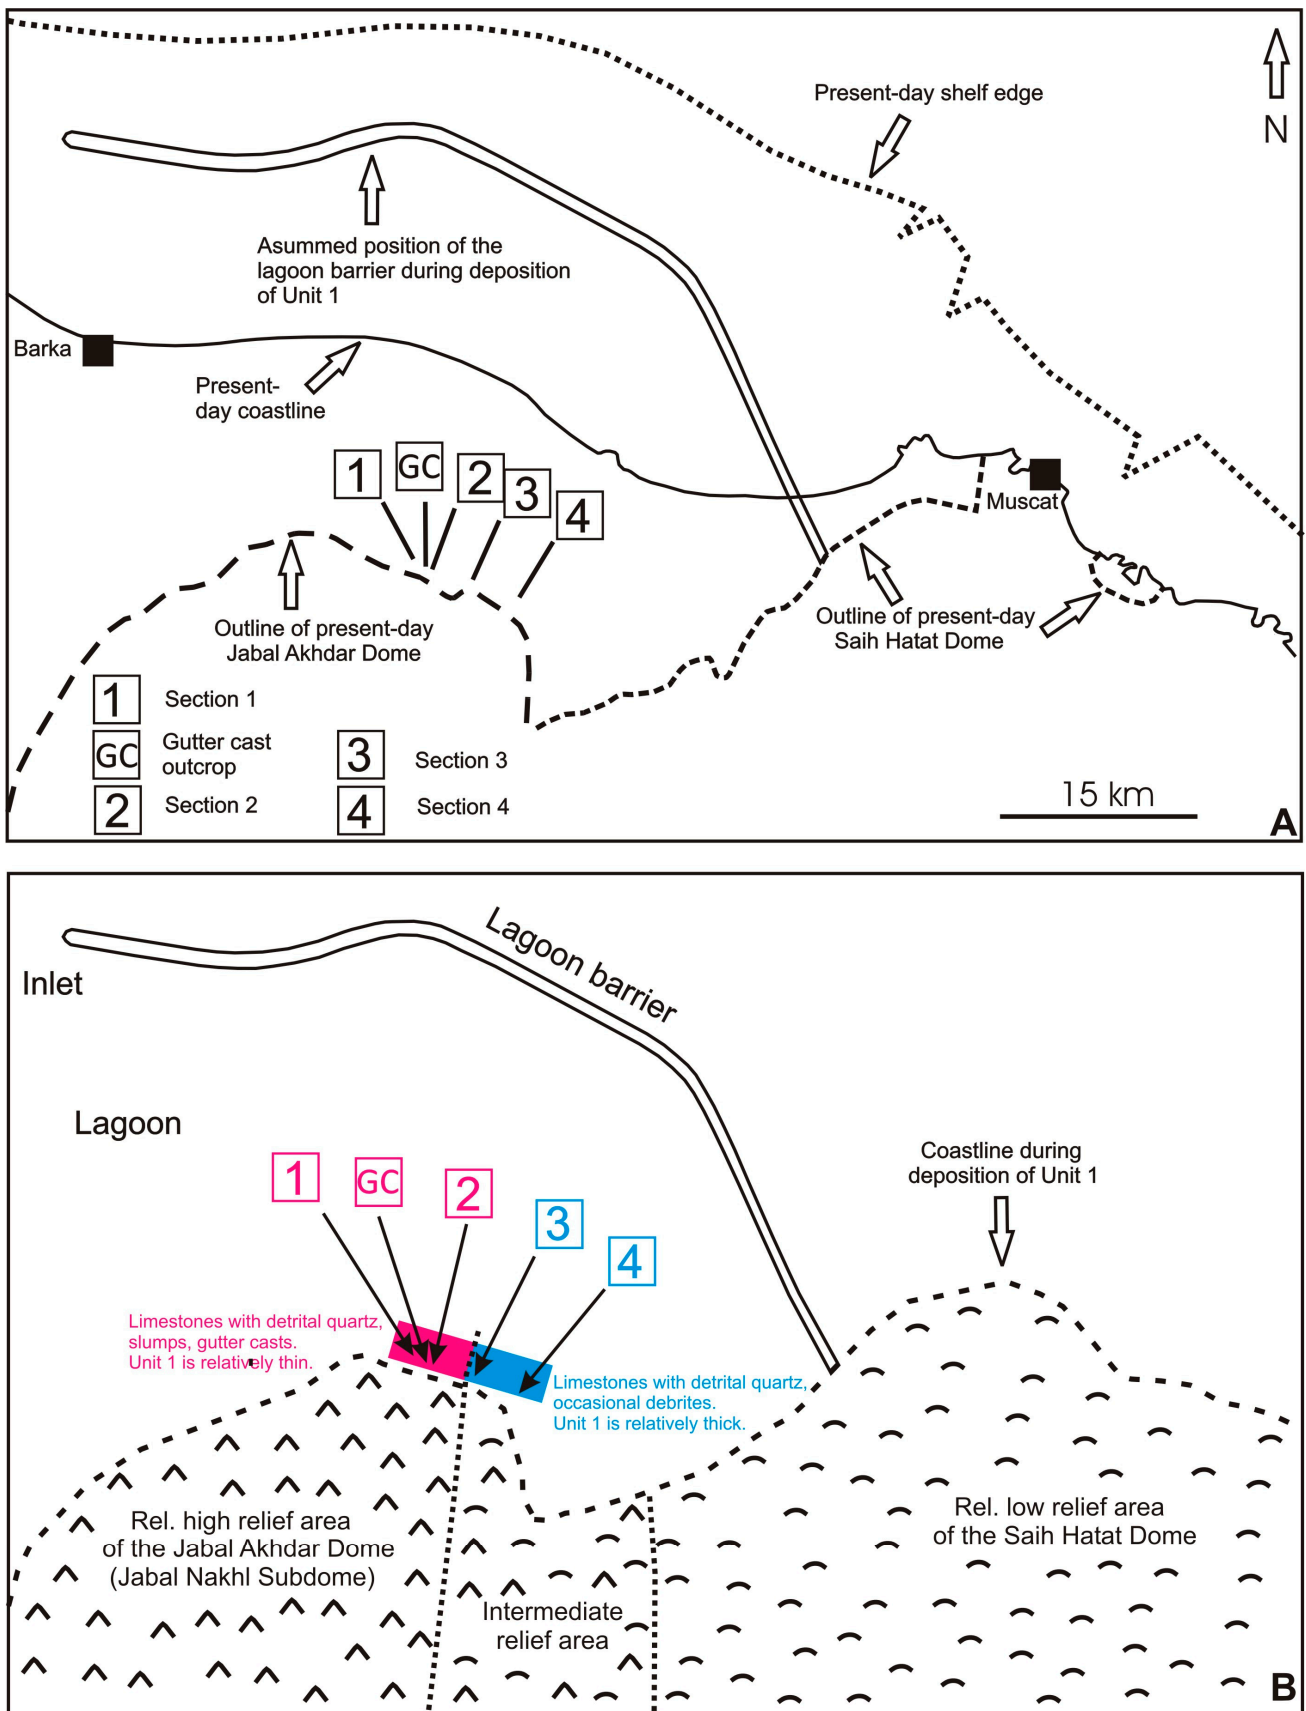 Present-day shelf edge
N
Asummed position of the
lagoon barrier during deposition
of Unit 1
Barka
Present-
day coastline
1
GC
2
3
4
Muscat
Outline of present-day
Jabal Akhdar Dome
Outline of present-day
Saih Hatat Dome
1 Section 1
GC Gutter cast
outcrop
2 Section 2
3 Section 3
4 Section 4
15 km
A
Lagoon barrier
Inlet
Lagoon
Coastline during
deposition of Unit 1
1
GC
2
3
4
Limestones with detrital quartz,
slumps, gutter casts.
Unit 1 is relatively thin.
Limestones with detrital quartz,
occasional debrites.
Unit 1 is relatively thick.
Rel. high relief area
of the Jabal Akhdar Dome
(Jabal Nakhl Subdome)
Rel. low relief area
of the Saih Hatat Dome
Intermediate
relief area
B